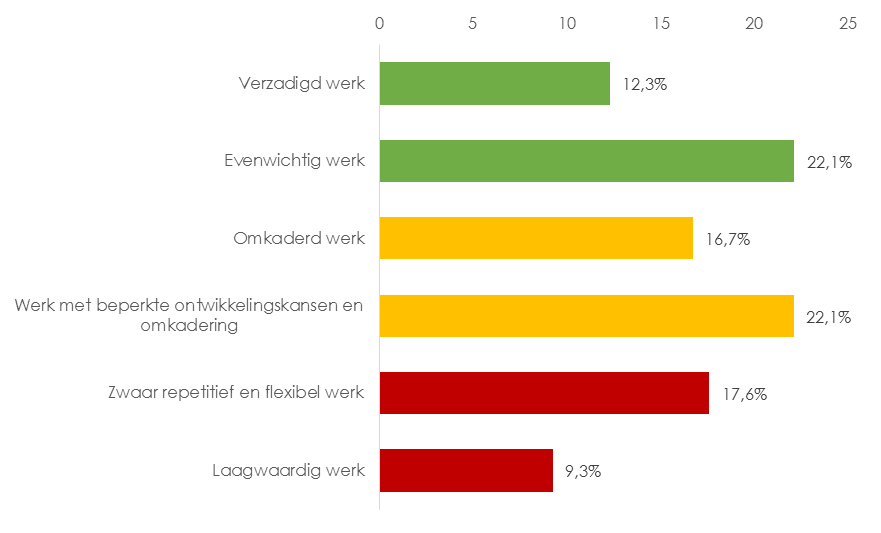 0 5 10 15 20 25
Verzadigd werk 12,3%
Evenwichtig werk 22,1%
Omkaderd werk 16,7%
Werk met beperkte ontwikkelingskansen en
omkadering 22,1%
Zwaar repetitief en flexibel werk 17,6%
Laagwaardig werk 9,3%